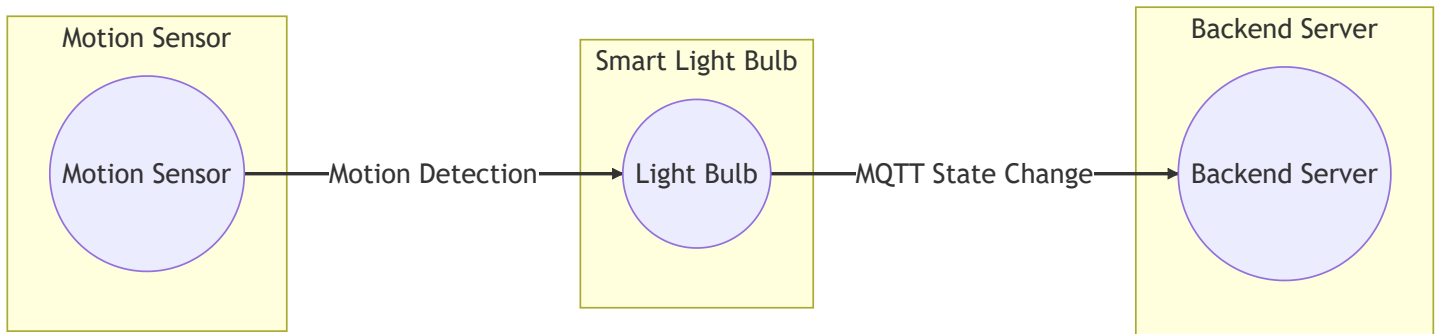 Motion Sensor
Smart Light Bulb
Backend Server
Motion Sensor
Motion Detection
Light Bulb
MQTT State Change
Backend Server